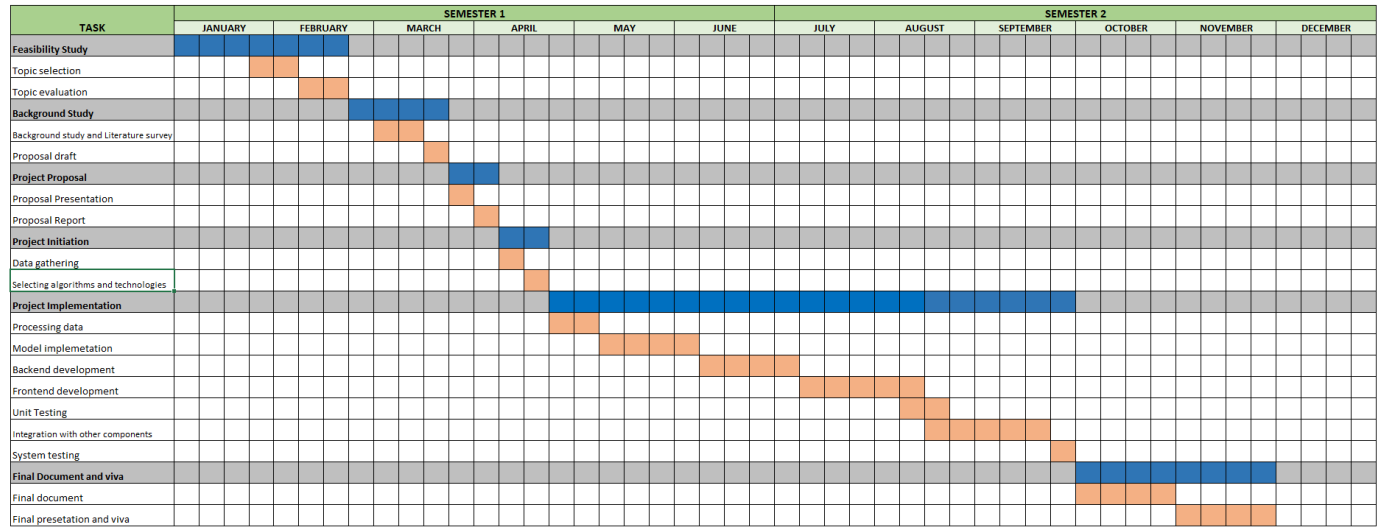 SEMESTER 1 SEMESTER 2
TASK JANUARY FEBRUARY MARCH APRIL MAY JUNE JULY AUGUST SEPTEMBER OCTOBER NOVEMBER DECEMBER
Feasibility Study
Topic selection
Topic evaluation
Background Study
Background study and Literature survey
Proposal draft
Project Proposal
Proposal Presentation
Proposal Report
Project Initiation
Data gathering
Selecting algorithms and technologies
Project Implementation
Processing data
Model implemetation
Backend development
Frontend development
Unit Testing
Integration with other components
System testing
Final Document and viva
Final document
Final presetation and viva